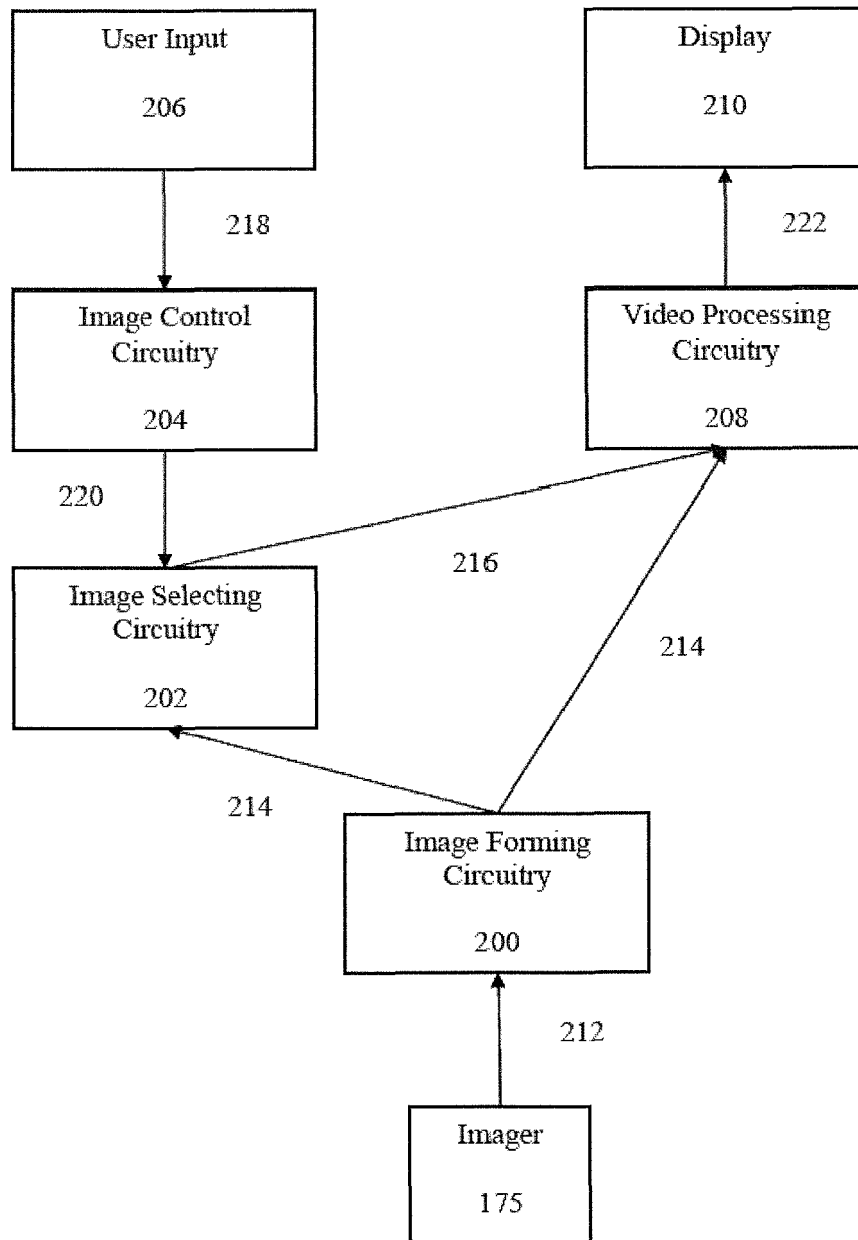 User Input
206
Display
210
218
222
Image Control
Circuitry
204
Video Processing
Circuitry
208
220
216
Image Selecting
Circuitry
202
214
214
Image Forming
Circuitry
200
212
Imager
175